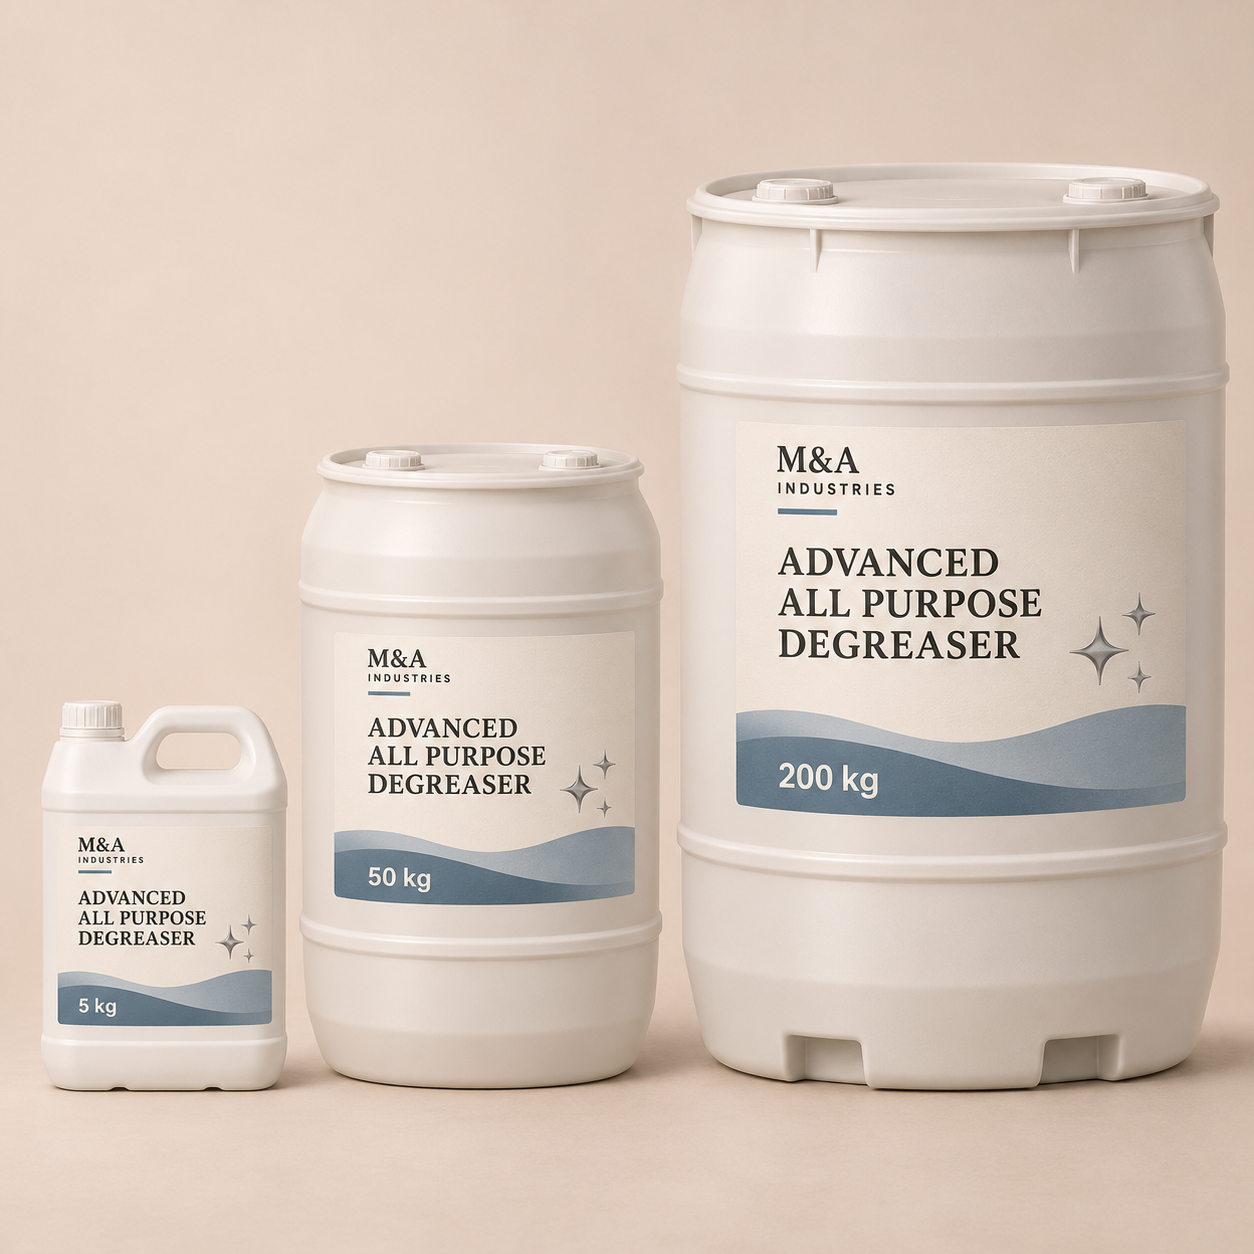 M&A
INDUSTRIES
ADVANCED
ALL PURPOSE
DEGREASER
5 kg
M&A
INDUSTRIES
ADVANCED
ALL PURPOSE
DEGREASER
50 kg
M&A
INDUSTRIES
ADVANCED
ALL PURPOSE
DEGREASER
200 kg